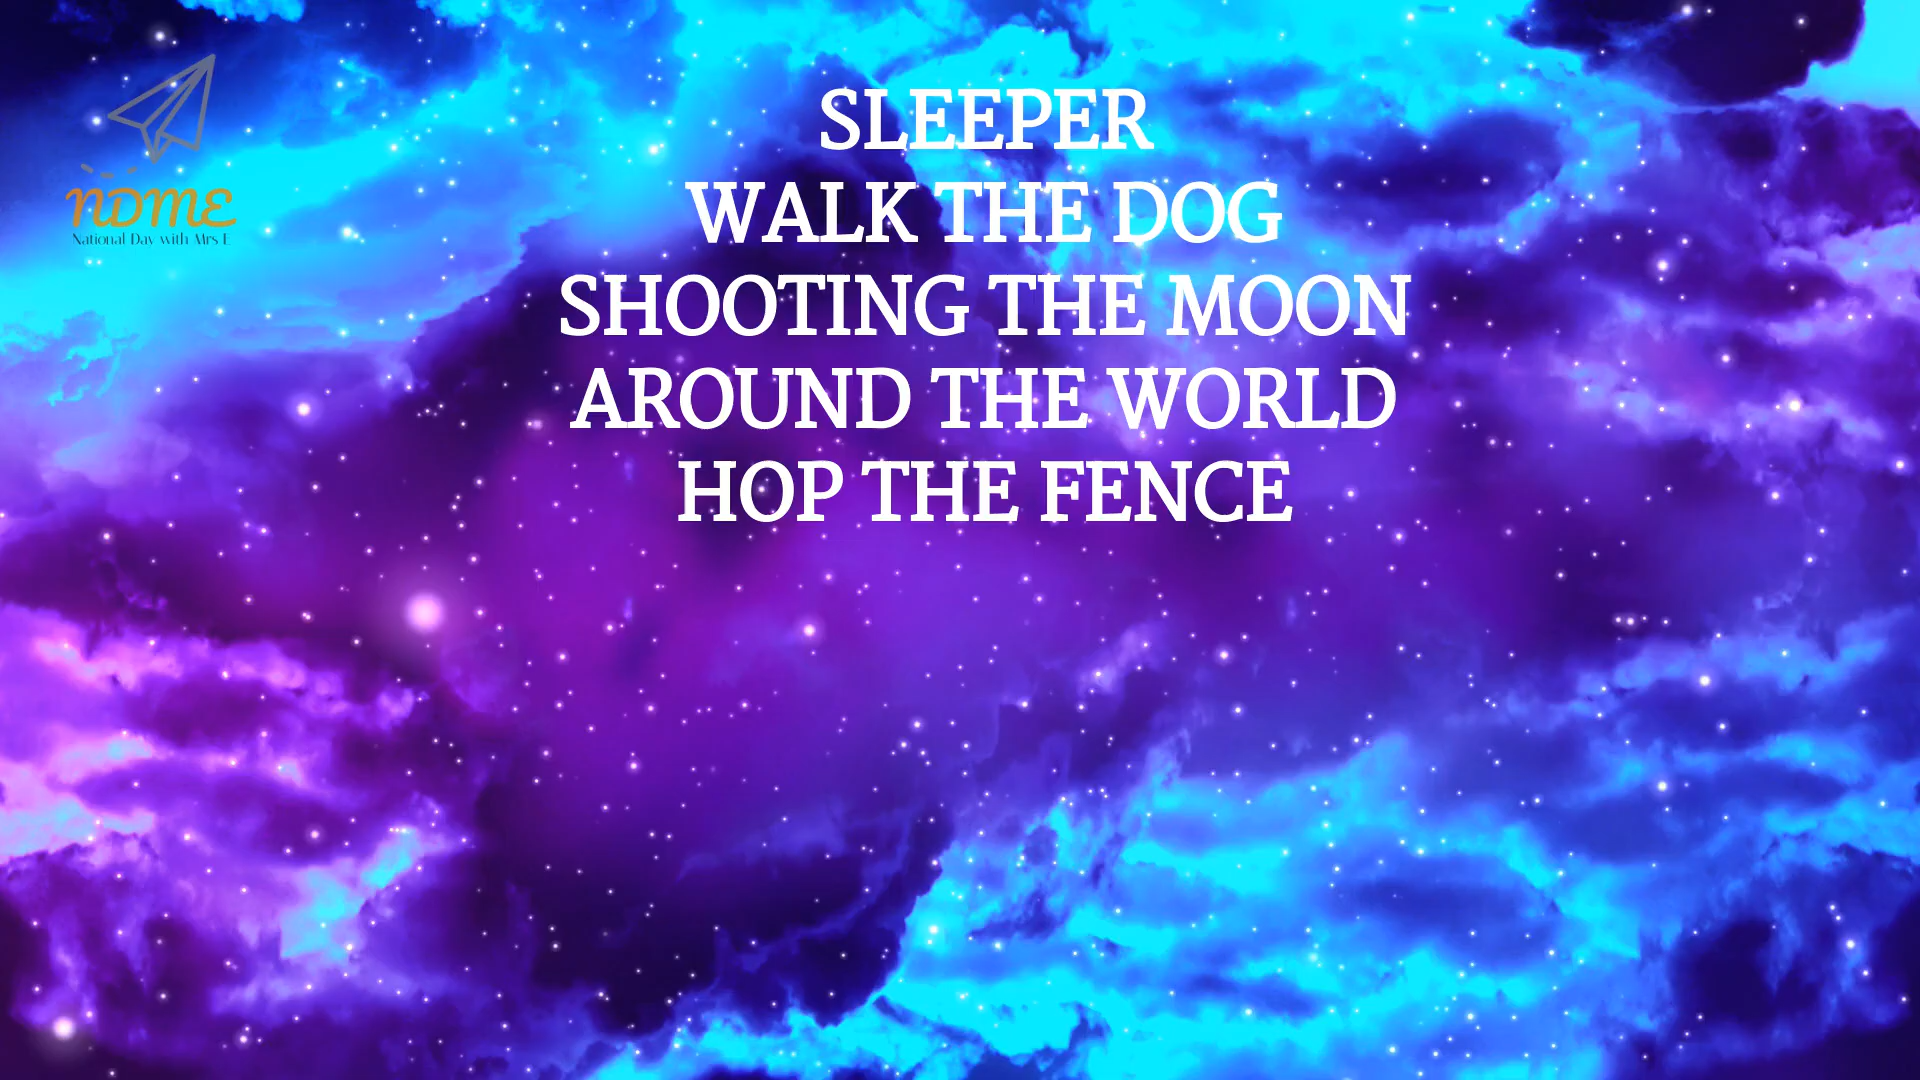 NDME
National Day with Mrs E
SLEEPER
WALK THE DOG
SHOOTING THE MOON
AROUND THE WORLD
HOP THE FENCE